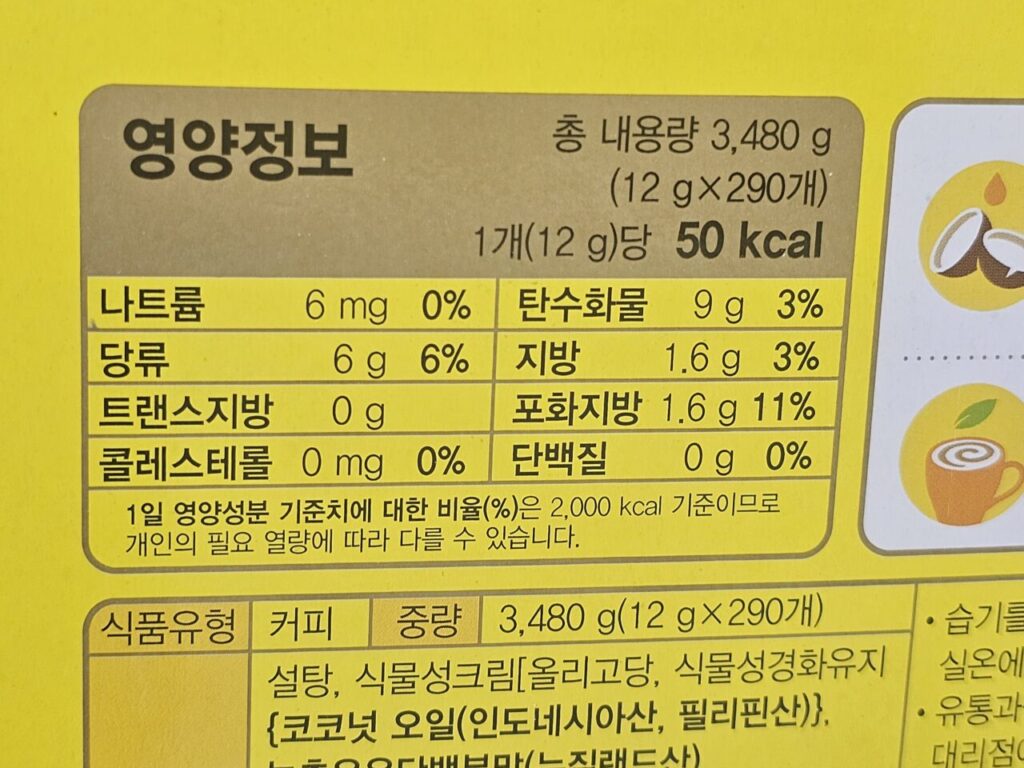 영양정보
총 내용량 3,480 g
(12 g×290개)
1개(12 g)당 50 kcal
나트륨 6 mg 0% 탄수화물 9 g 3%
당류 6 g 6% 지방 1.6 g 3%
트랜스지방 0 g 포화지방 1.6 g 11%
콜레스테롤 0 mg 0% 단백질 0 g 0%
1일 영양성분 기준치에 대한 비율(%)은 2,000 kcal 기준이므로
개인의 필요 열량에 따라 다를 수 있습니다.
식품유형 커피 중량 3,480 g(12 g×290개)
설탕, 식물성크림[올리고당, 식물성경화유지
{코코넛 오일(인도네시아산, 필리핀산)},
• 습기를
실온에
• 유통과
대리점